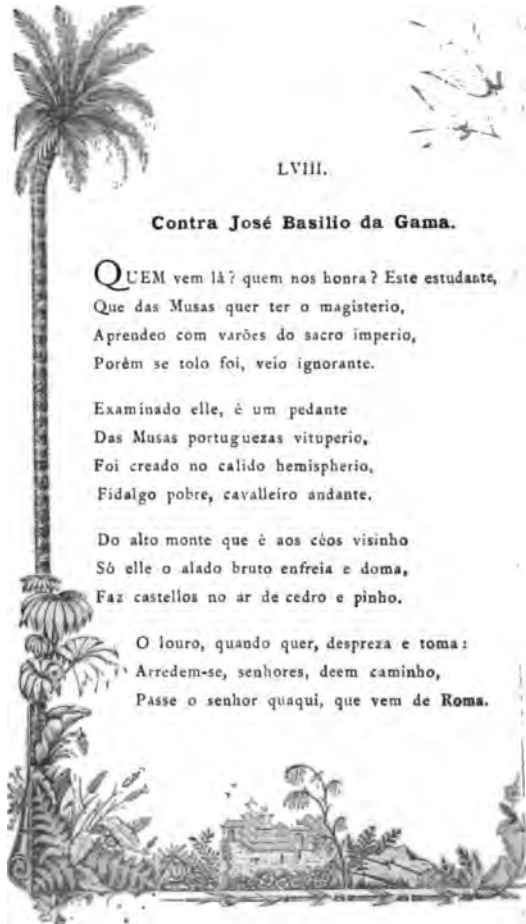 LVIII.
Contra José Basilio da Gama.
QUEM vem lá? quem nos honra? Este estudante,
Que das Musas quer ter o magisterio,
Aprendeo com varões do sacro imperio,
Porêm se tolo foi, veio ignorante.
Examinado elle, é um pedante
Das Musas portuguezas vituperio,
Foi creado no calido hemispherio,
Fidalgo pobre, cavalleiro andante.
Do alto monte que é aos céos visinho
Só elle o alado bruto enfreia e doma,
Faz castellos no ar de cedro e pinho.
O louro, quando quer, despreza e toma:
Arredem-se, senhores, deem caminho,
Passe o senhor quaqui, que vem de Roma.